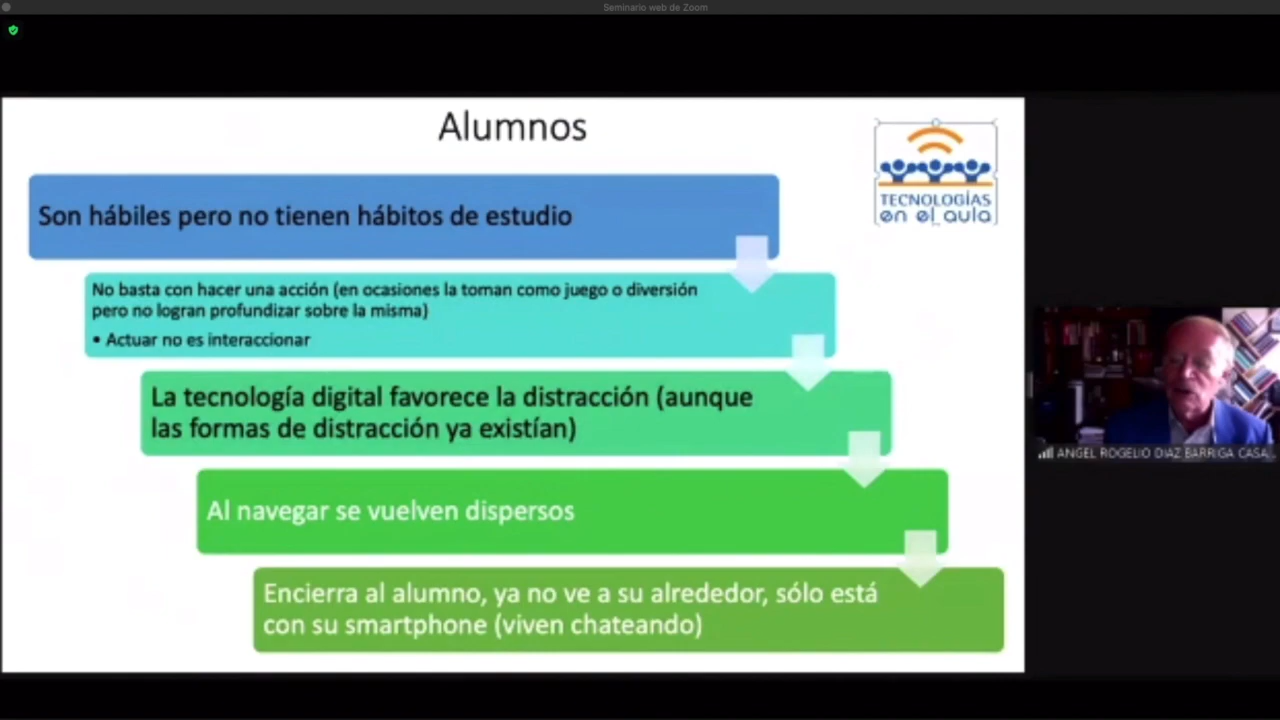 Seminario web de Zoom
Alumnos
TECNOLOGÍAS
en el aula
Son hábiles pero no tienen hábitos de estudio
No basta con hacer una acción (en ocasiones la toman como juego o diversión
pero no logran profundizar sobre la misma)
• Actuar no es interaccionar
La tecnología digital favorece la distracción (aunque
las formas de distracción ya existían)
Al navegar se vuelven dispersos
Encierra al alumno, ya no ve a su alrededor, sólo está
con su smartphone (viven chateando)
ANGEL ROGELIO DIAZ BARRIGA CASA...